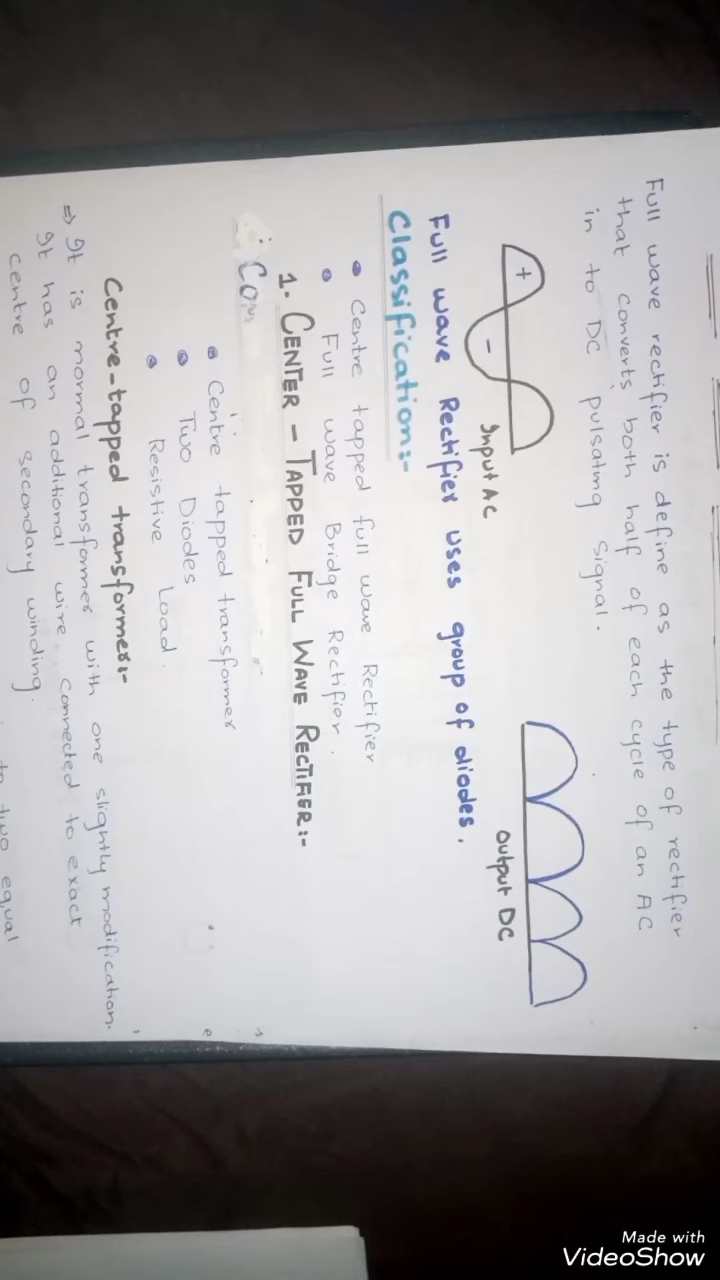 Full wave rectifier is define as the type of rectifier
that converts both half of each cycle of an AC
in to DC pulsating signal.
+
-
Input AC
Output DC
Full wave Rectifier uses group of diodes.
Classification:-
Centre tapped full wave Rectifier
Full wave Bridge Rectifier.
1. CENTER - TAPPED FULL WAVE RECTIFIER:-
Centre tapped transformer
Two Diodes
Resistive Load.
Centre-tapped transformer:-
⇒ It is normal transformer with one slightly modification.
It has an additional wire connected to exact
centre of secondary winding.
two equal
Made with
VideoShow